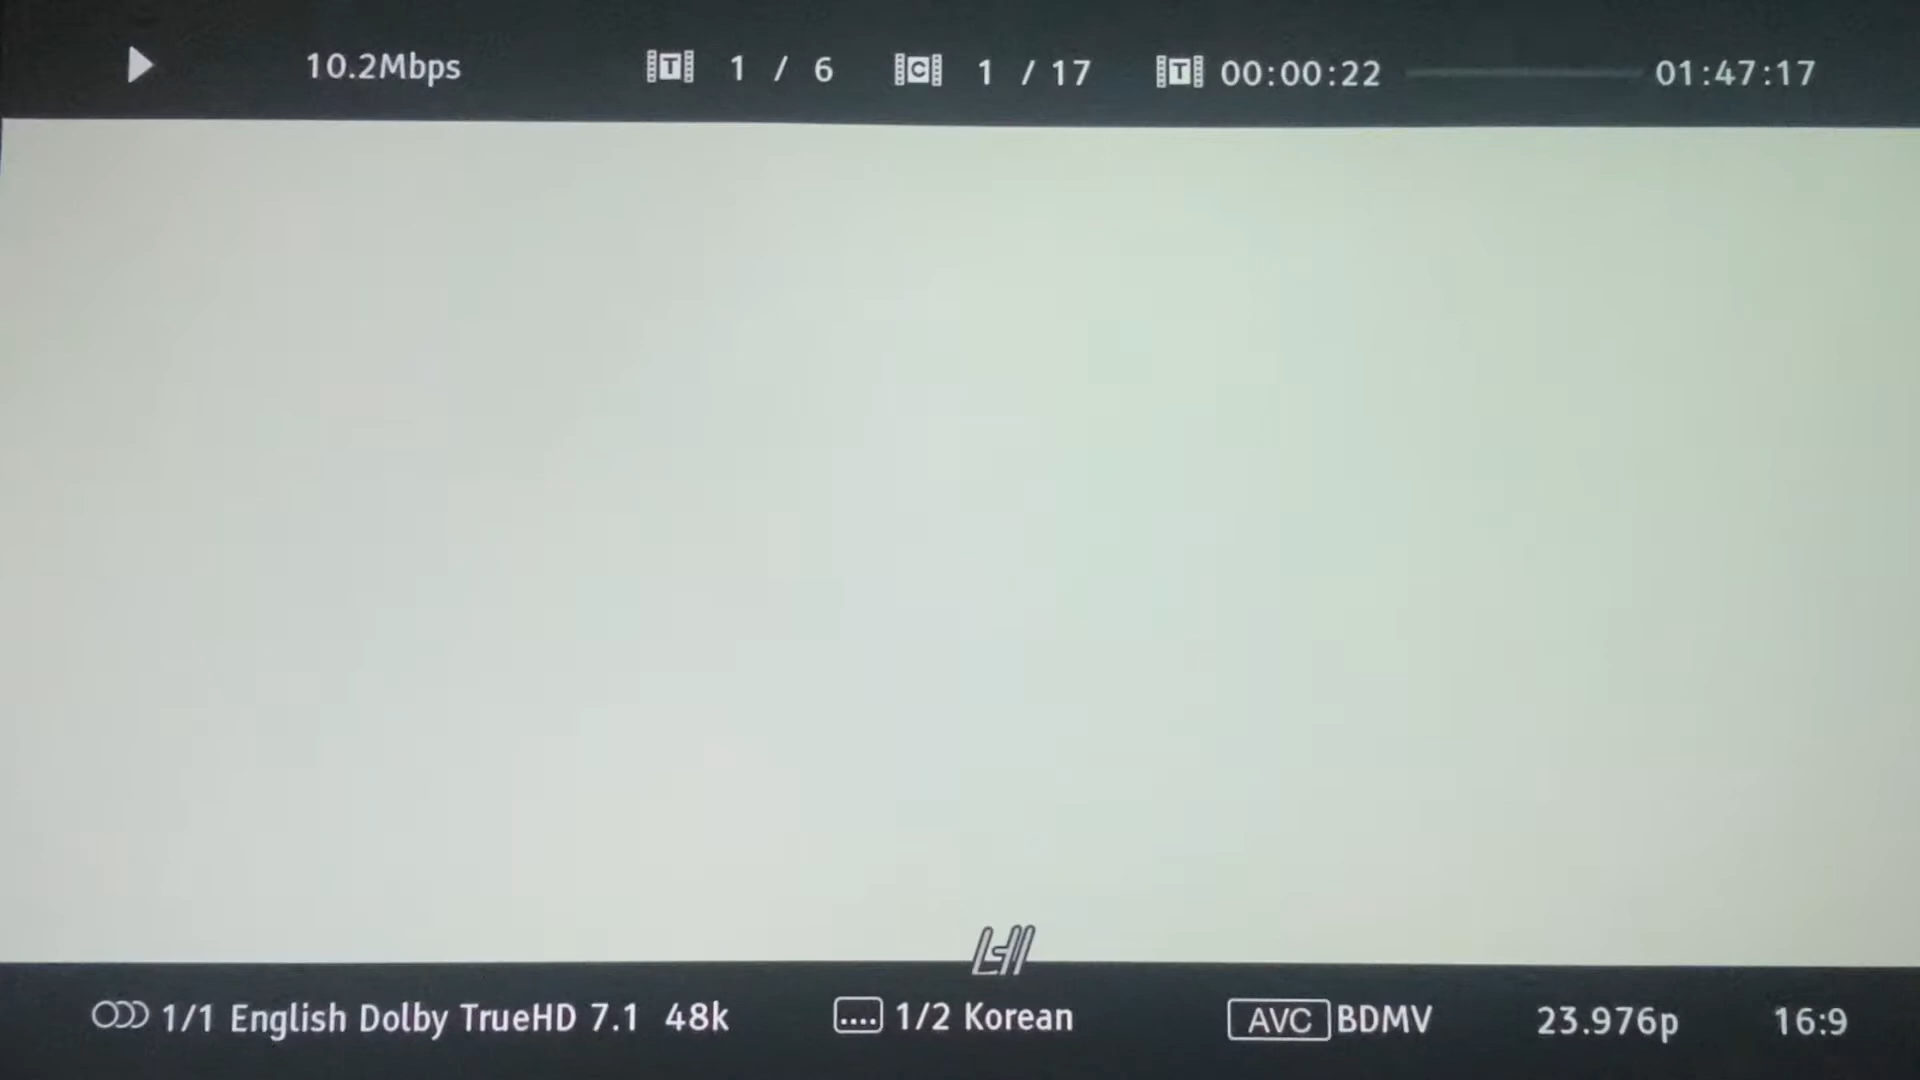 10.2Mbps T 1 / 6 C 1 / 17 T 00:00:22 01:47:17
1/1 English Dolby TrueHD 7.1 48k 1/2 Korean AVC BDMV 23.976p 16:9